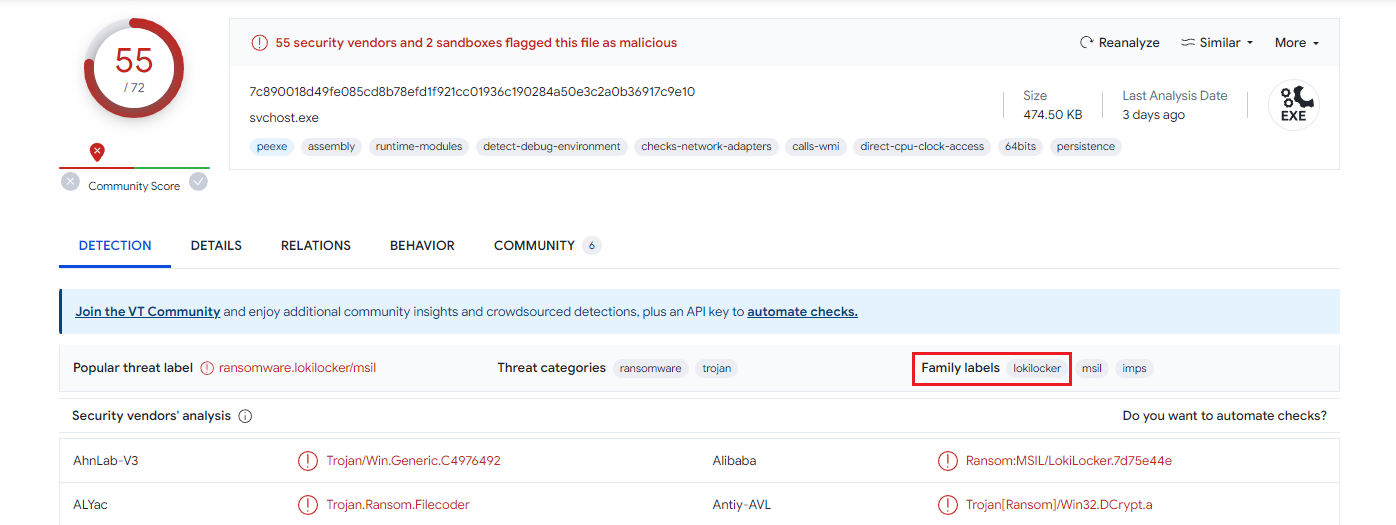 55
/ 72
Community Score
55 security vendors and 2 sandboxes flagged this file as malicious
Reanalyze
Similar
More
7c890018d49fe085cd8b78efd1f921cc01936c190284a50e3c2a0b36917c9e10
svchost.exe
Size
474.50 KB
Last Analysis Date
3 days ago
EXE
peexe assembly runtime-modules detect-debug-environment checks-network-adapters calls-wmi direct-cpu-clock-access 64bits persistence
DETECTION DETAILS RELATIONS BEHAVIOR COMMUNITY 6
Join the VT Community and enjoy additional community insights and crowdsourced detections, plus an API key to automate checks.
Popular threat label ransomware.lokilocker/msil Threat categories ransomware trojan Family labels lokilocker msil imps
Security vendors' analysis Do you want to automate checks?
AhnLab-V3 Trojan/Win.Generic.C4976492 Alibaba Ransom:MSIL/LokiLocker.7d75e44e
ALYac Trojan.Ransom.Filecoder Antiy-AVL Trojan[Ransom]/Win32.DCrypt.a